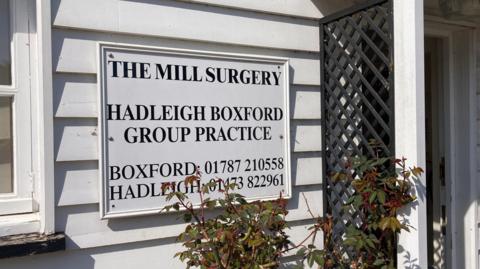 THE MILL SURGERY
HADLEIGH BOXFORD
GROUP PRACTICE
BOXFORD: 01787 210558
HADLEIGH: 01473 822961